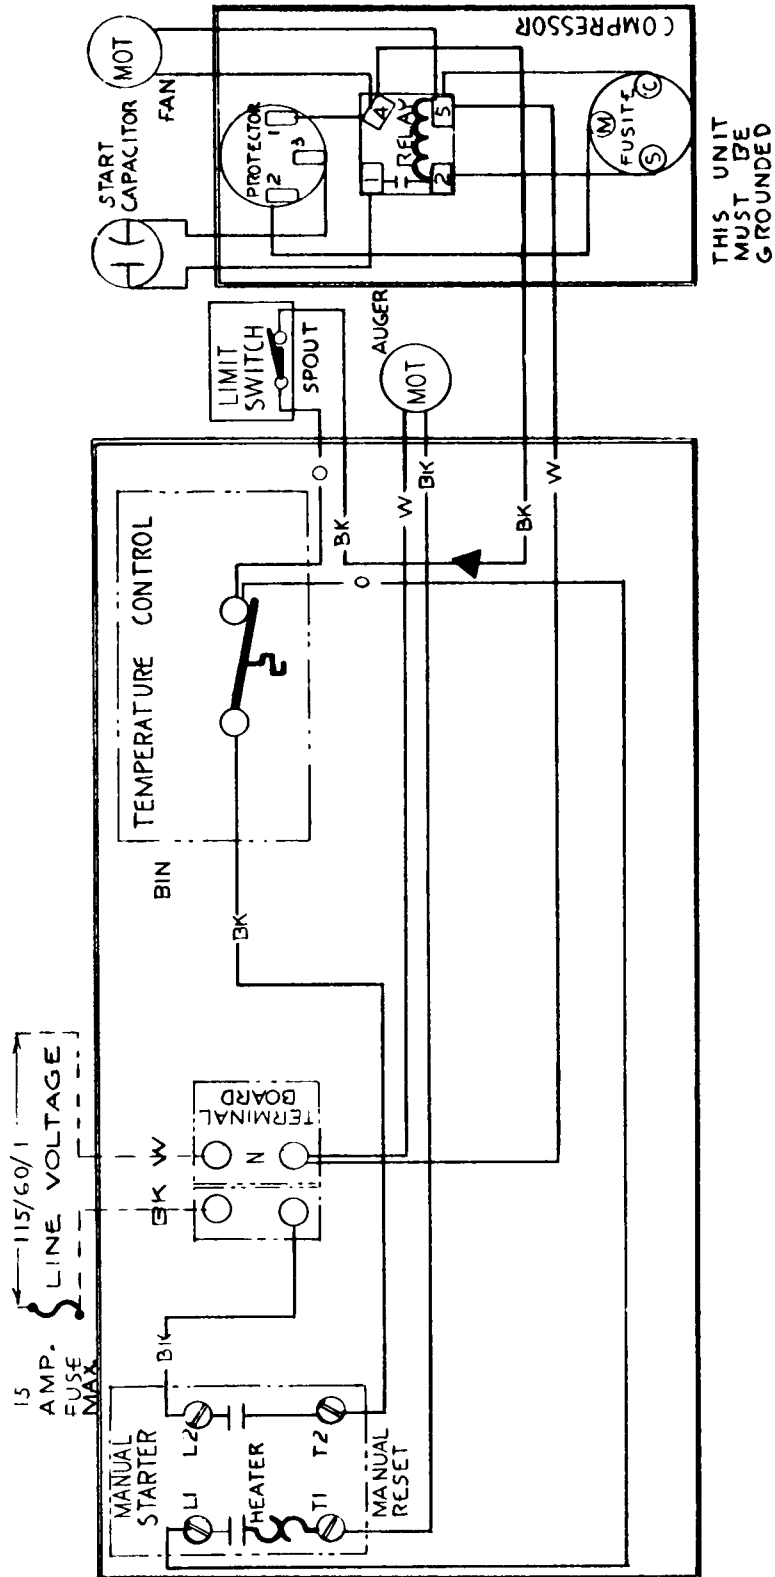 THIS UNIT
MUST BE
GROUNDED
COMPRESSOR
MOT
FAN
START
CAPACITOR
PROTECTOR
1
2
3
RELAY
4
1
5
2
FUSITE
M
C
S
LIMIT
SWITCH
SPOUT
AUGER
MOT
O
BK
W
BK
BK
W
O
TEMPERATURE CONTROL
BIN
BK
115/60/1
LINE VOLTAGE
15
AMP.
FUSE
MAX
BK W
TERMINAL
BOARD
N
BK
MANUAL
STARTER
L1
L2
HEATER
T1
T2
MANUAL
RESET